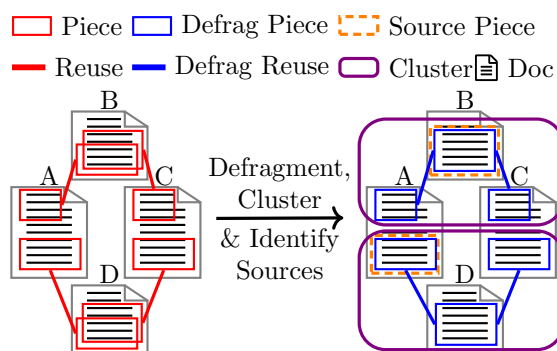 Piece Defrag Piece Source Piece
Reuse Defrag Reuse Cluster Doc
B
A
C
D
Defragment,
Cluster
& Identify
Sources
B
A
C
D